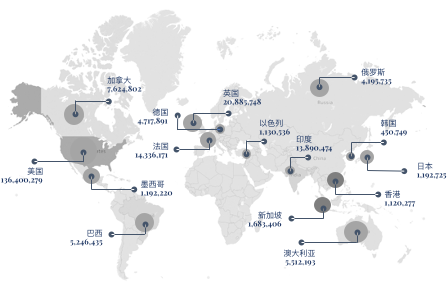 加拿大
7,624,802
俄罗斯
4,195,735
英国
20,885,748
德国
4,717,891
以色列
1,130,536
韩国
450,749
法国
14,336,171
印度
13,890,474
美国
136,400,279
日本
1,192,725
墨西哥
1,192,220
香港
1,120,277
新加坡
1,683,406
巴西
5,246,435
澳大利亚
5,512,193